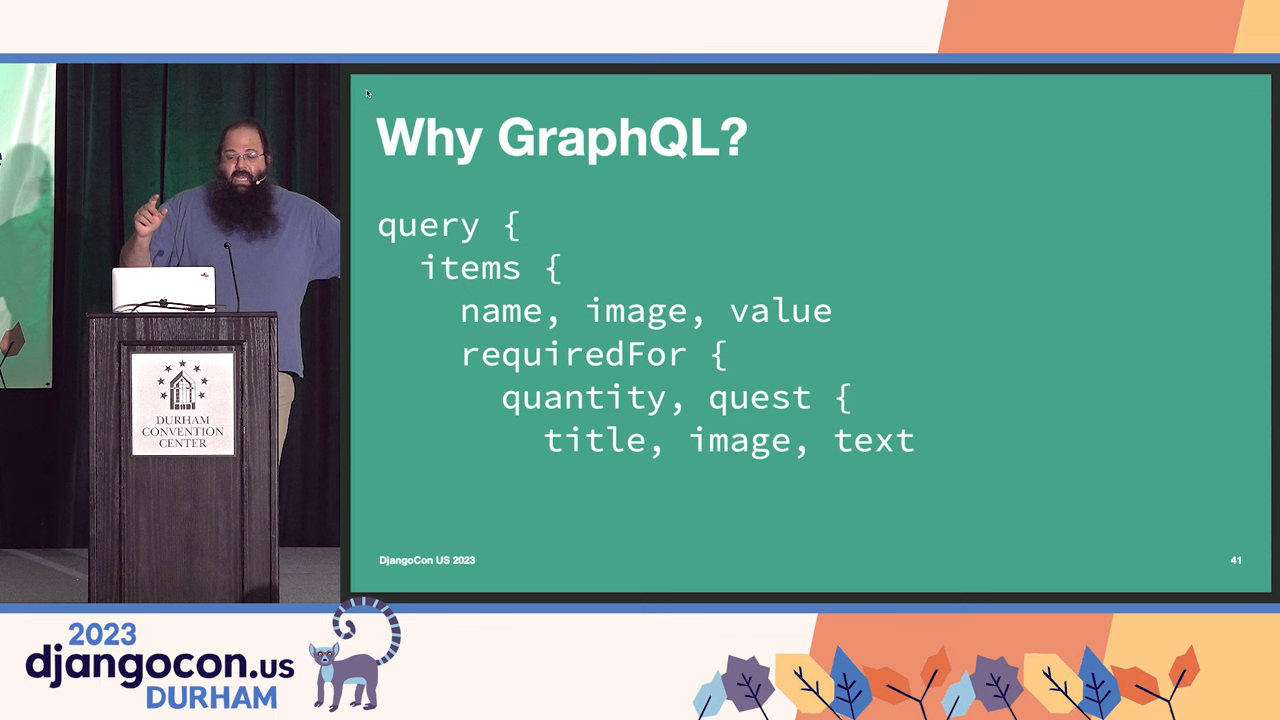 Why GraphQL?
query {
items {
name, image, value
requiredFor {
quantity, quest {
title, image, text
DjangoCon US 2023
41
DURHAM
CONVENTION
CENTER
2023
djangocon.us
DURHAM